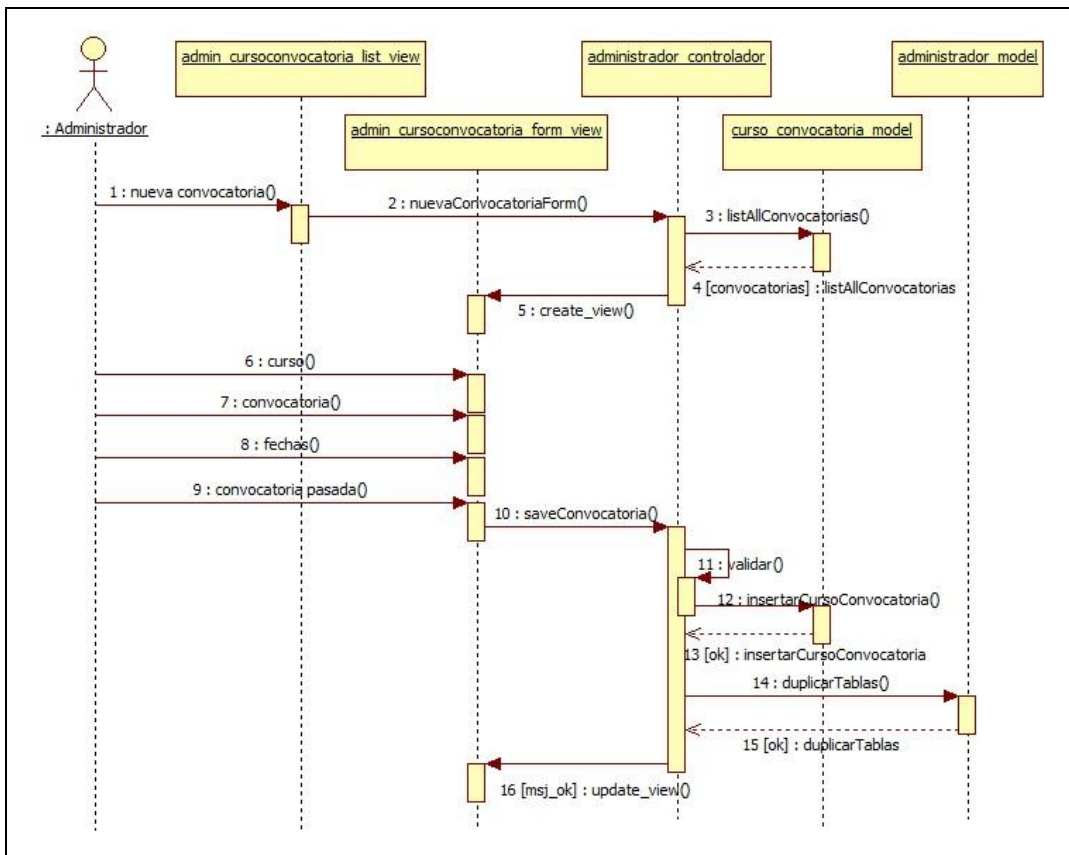 admin_cursoconvocatoria_list_view
administrador_controlador
administrador_model
: Administrador
admin_cursoconvocatoria_form_view
curso_convocatoria_model
1 : nueva convocatoria()
2 : nuevaConvocatoriaForm()
3 : listAllConvocatorias()
4 [convocatorias] : listAllConvocatorias
5 : create_view()
6 : curso()
7 : convocatoria()
8 : fechas()
9 : convocatoria pasada()
10 : saveConvocatoria()
11 : validar()
12 : insertarCursoConvocatoria()
13 [ok] : insertarCursoConvocatoria
14 : duplicarTablas()
15 [ok] : duplicarTablas
16 [msj_ok] : update_view()